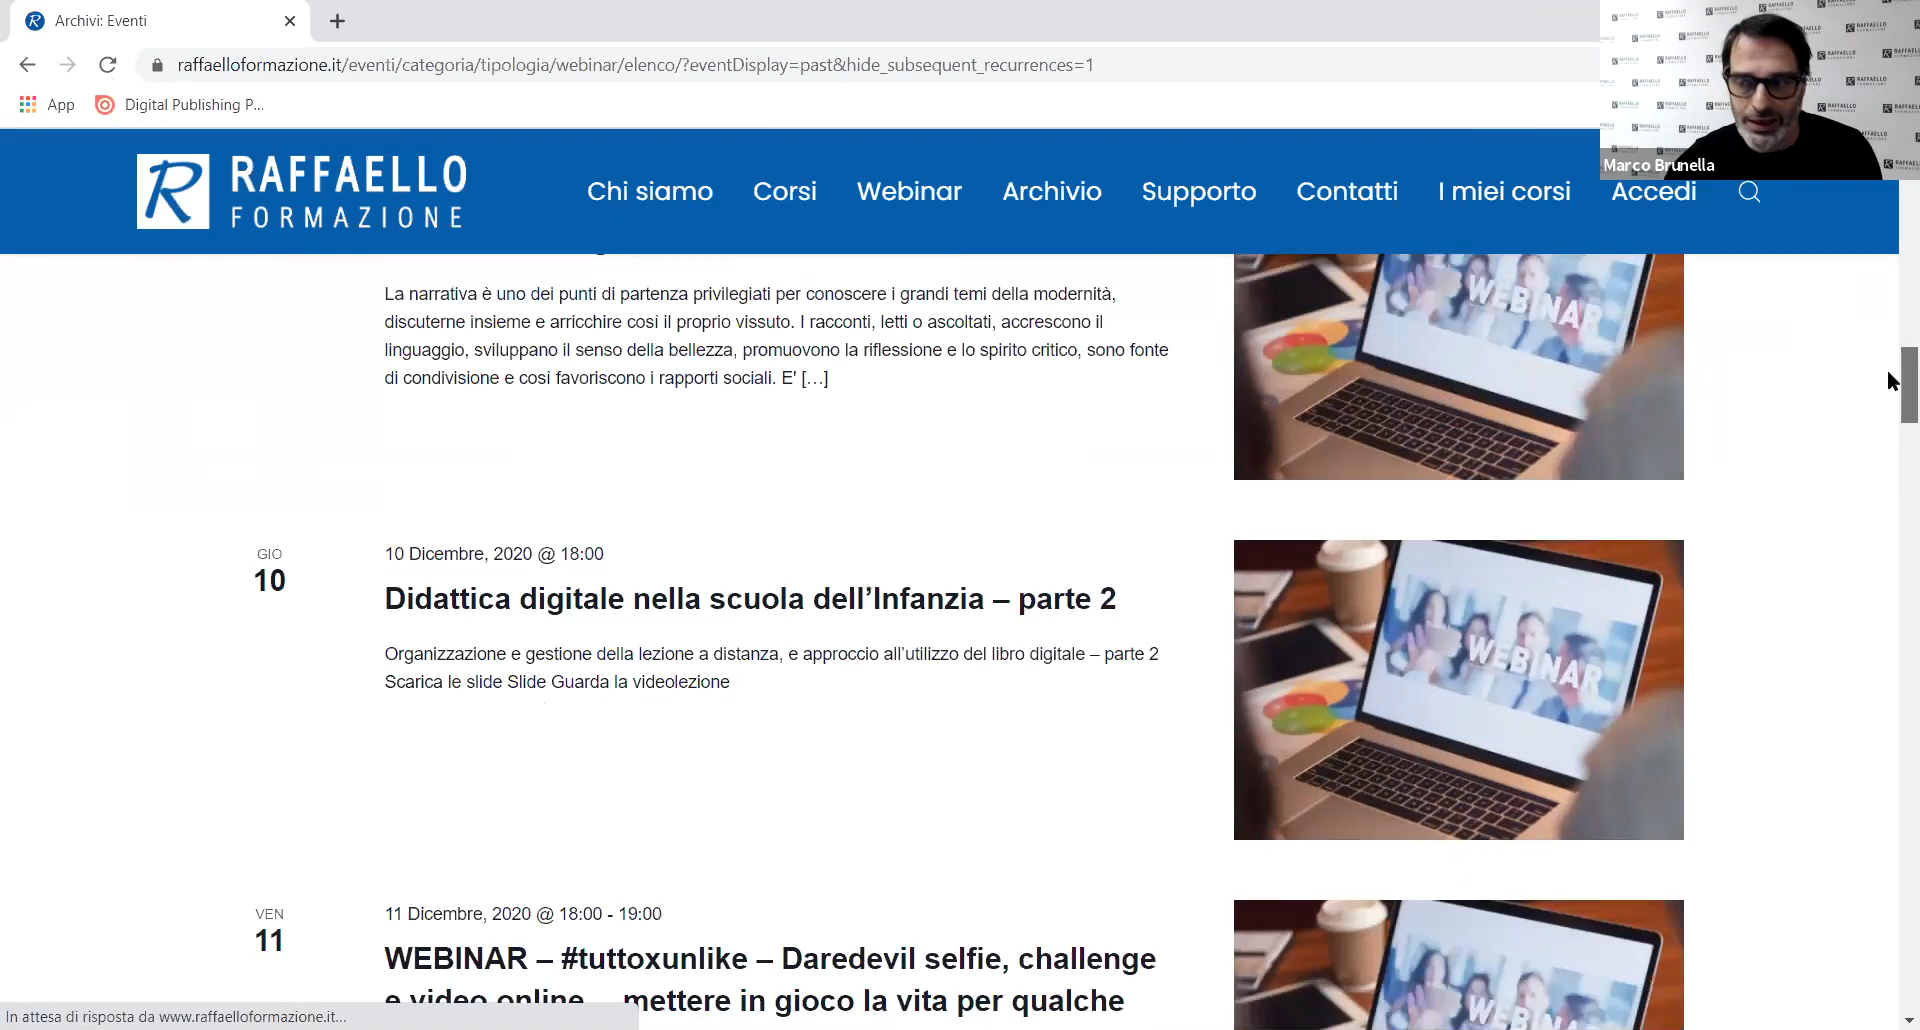 Archivi: Eventi
raffaelloformazione.it/eventi/categoria/tipologia/webinar/elenco/?eventDisplay=past&hide_subsequent_recurrences=1
App
Digital Publishing P...
Marco Brunella
RAFFAELLO
FORMAZIONE
Chi siamo
Corsi
Webinar
Archivio
Supporto
Contatti
I miei corsi
Accedi
La narrativa è uno dei punti di partenza privilegiati per conoscere i grandi temi della modernità,
discuterne insieme e arricchire così il proprio vissuto. I racconti, letti o ascoltati, accrescono il
linguaggio, sviluppano il senso della bellezza, promuovono la riflessione e lo spirito critico, sono fonte
di condivisione e così favoriscono i rapporti sociali. E' […]
WEBINAR
GIO
10
10 Dicembre, 2020 @ 18:00
Didattica digitale nella scuola dell’Infanzia – parte 2
Organizzazione e gestione della lezione a distanza, e approccio all’utilizzo del libro digitale – parte 2
Scarica le slide Slide Guarda la videolezione
WEBINAR
VEN
11
11 Dicembre, 2020 @ 18:00 - 19:00
WEBINAR – #tuttoxunlike – Daredevil selfie, challenge
e video online mettere in gioco la vita per qualche
In attesa di risposta da www.raffaelloformazione.it...